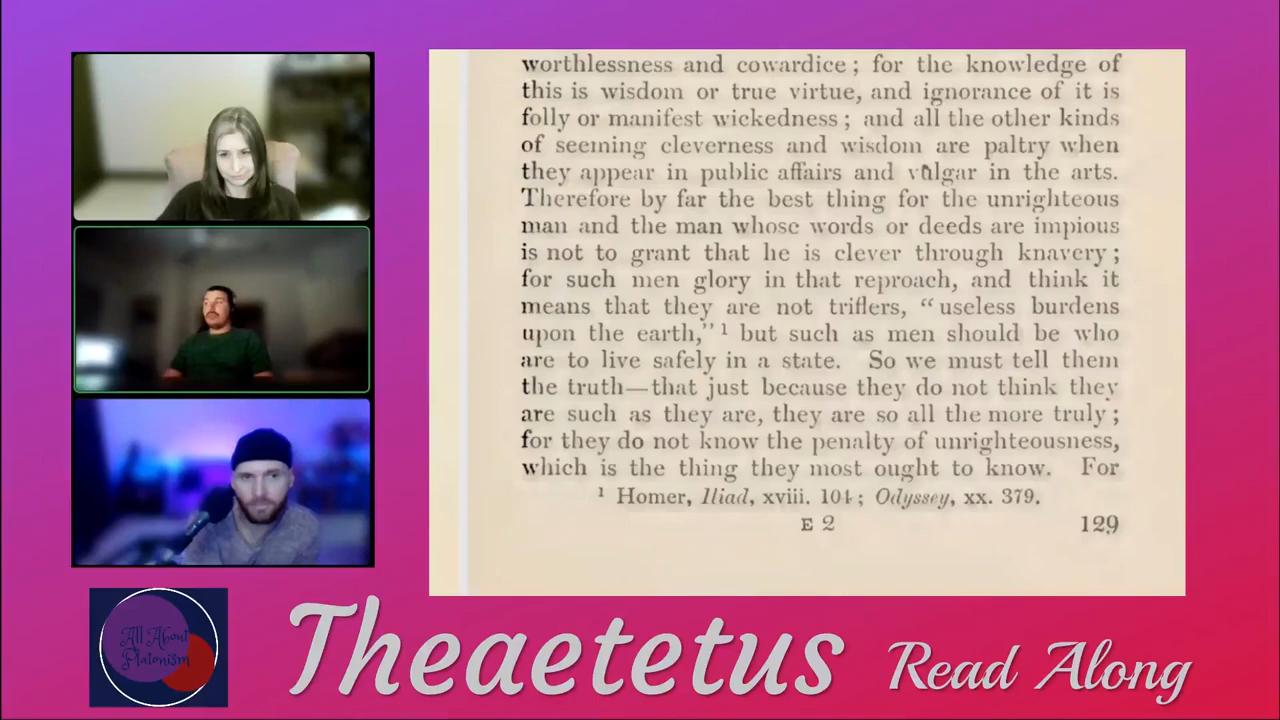 worthlessness and cowardice; for the knowledge of
this is wisdom or true virtue, and ignorance of it is
folly or manifest wickedness; and all the other kinds
of seeming cleverness and wisdom are paltry when
they appear in public affairs and vulgar in the arts.
Therefore by far the best thing for the unrighteous
man and the man whose words or deeds are impious
is not to grant that he is clever through knavery;
for such men glory in that reproach, and think it
means that they are not triflers, “useless burdens
upon the earth,” 1 but such as men should be who
are to live safely in a state. So we must tell them
the truth—that just because they do not think they
are such as they are, they are so all the more truly;
for they do not know the penalty of unrighteousness,
which is the thing they most ought to know. For
1 Homer, Iliad, xviii. 104; Odyssey, xx. 379.
E 2 129
All About
Platonism
Theaetetus Read Along